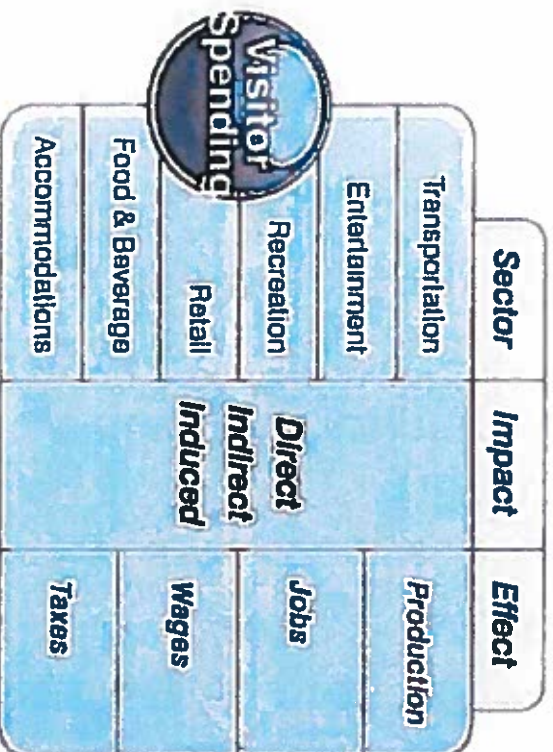 Sector
Impact
Effect
Visitor
Spending
Transportation
Entertainment
Recreation
Retail
Food & Beverage
Accommodations
Direct
Indirect
Induced
Production
Jobs
Wages
Taxes